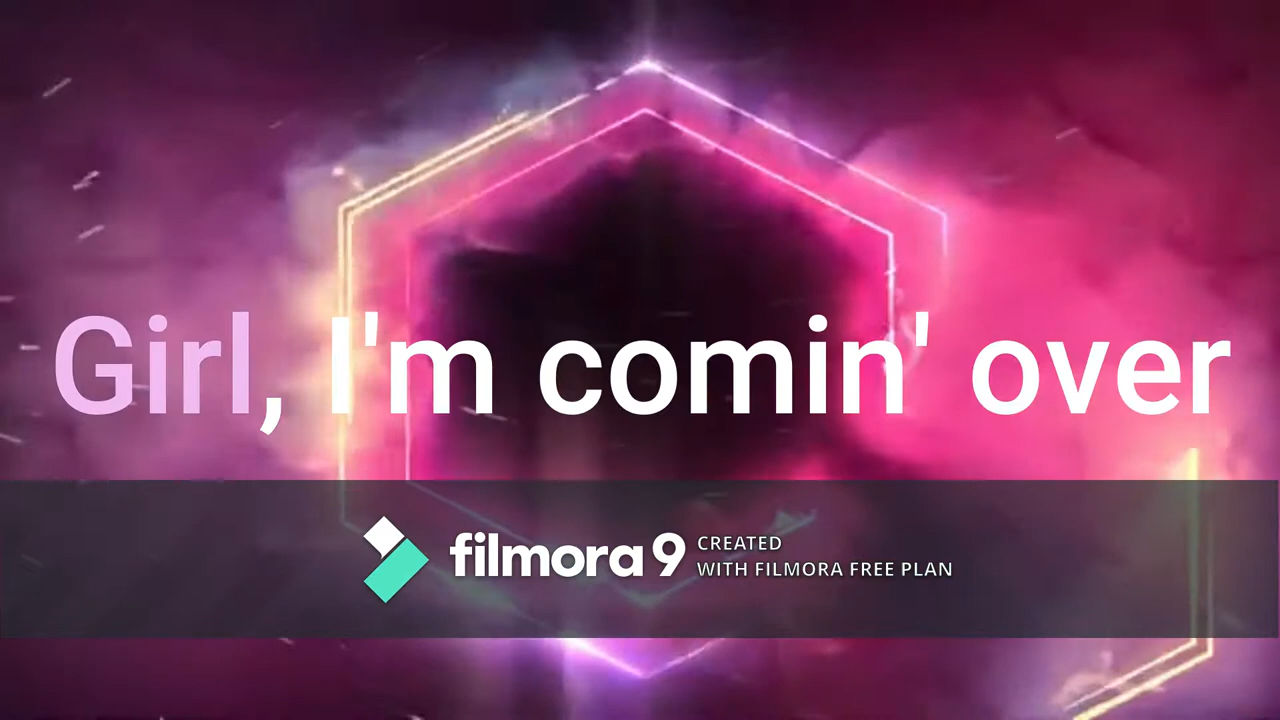 Girl, I'm comin' over
filmora 9
CREATED
WITH FILMORA FREE PLAN